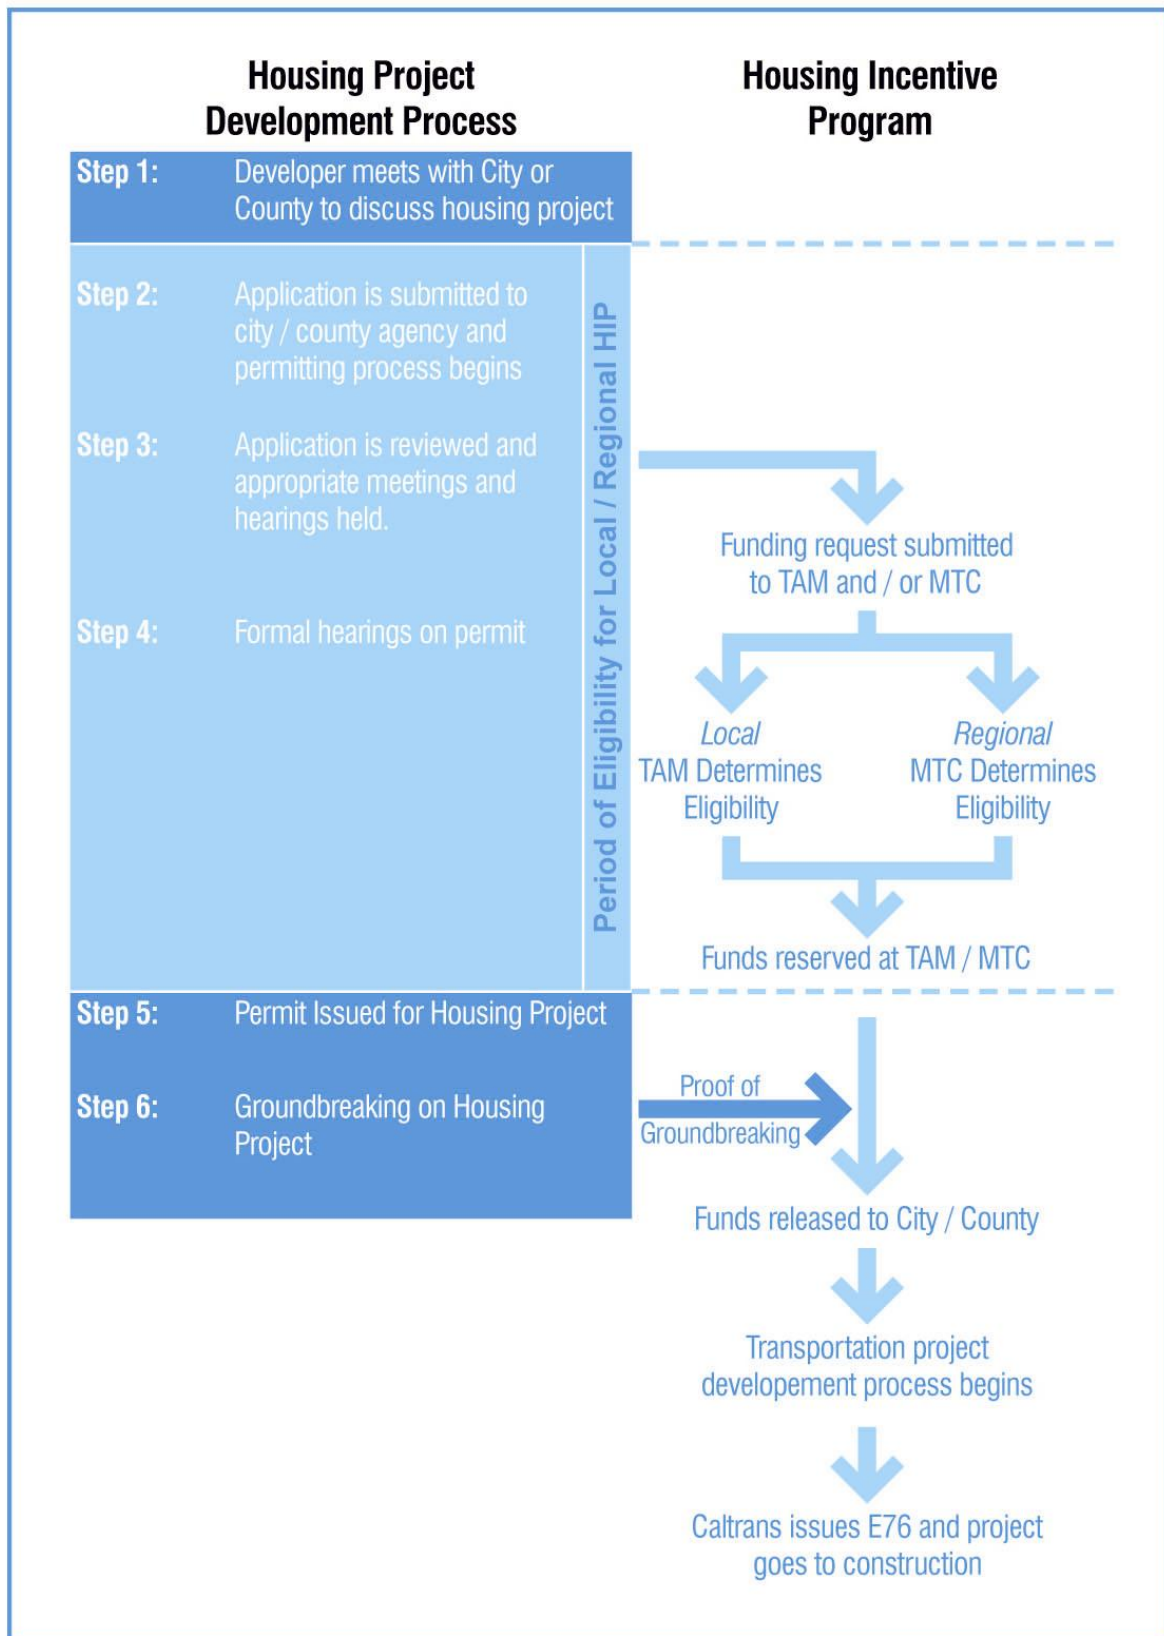 Housing Project
Development Process
Housing Incentive
Program
Step 1:
Developer meets with City or
County to discuss housing project
Step 2:
Application is submitted to
city / county agency and
permitting process begins
Step 3:
Application is reviewed and
appropriate meetings and
hearings held.
Step 4:
Formal hearings on permit
Period of Eligibility for Local / Regional HIP
Funding request submitted
to TAM and / or MTC
Local
TAM Determines
Eligibility
Regional
MTC Determines
Eligibility
Funds reserved at TAM / MTC
Step 5:
Permit Issued for Housing Project
Step 6:
Groundbreaking on Housing
Project
Proof of
Groundbreaking
Funds released to City / County
Transportation project
developement process begins
Caltrans issues E76 and project
goes to construction